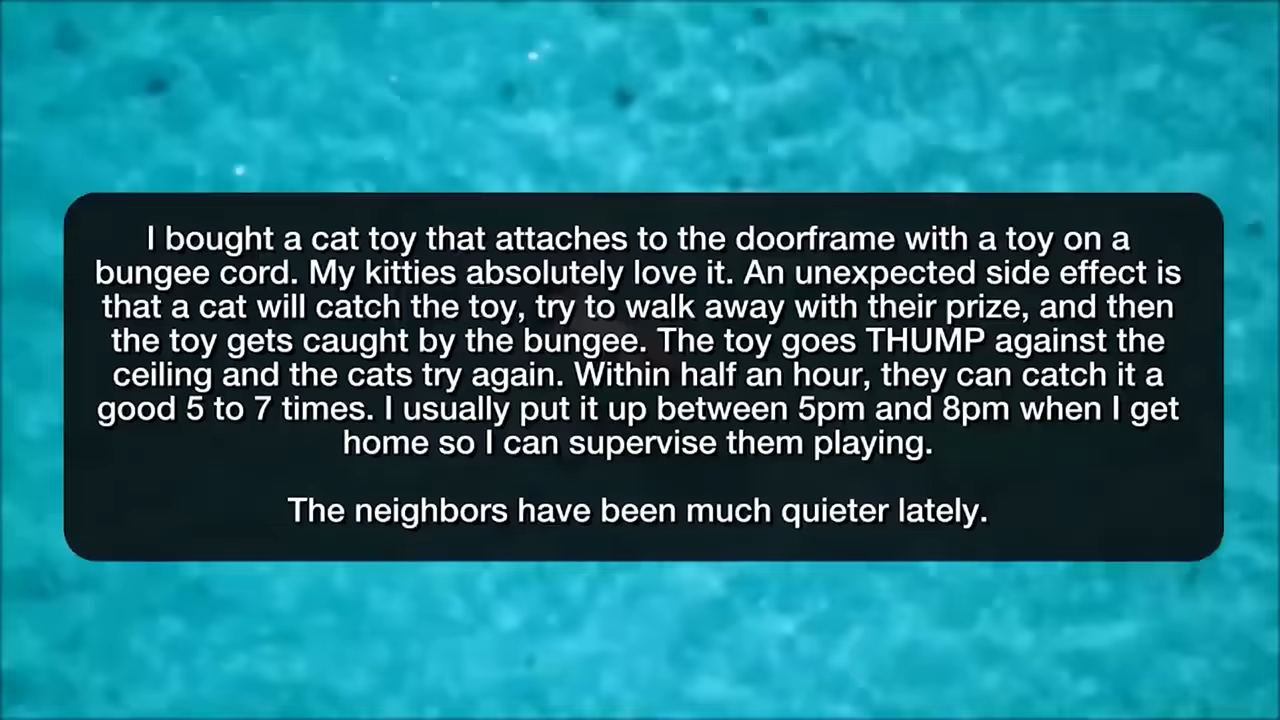 I bought a cat toy that attaches to the doorframe with a toy on a
bungee cord. My kitties absolutely love it. An unexpected side effect is
that a cat will catch the toy, try to walk away with their prize, and then
the toy gets caught by the bungee. The toy goes THUMP against the
ceiling and the cats try again. Within half an hour, they can catch it a
good 5 to 7 times. I usually put it up between 5pm and 8pm when I get
home so I can supervise them playing.
The neighbors have been much quieter lately.